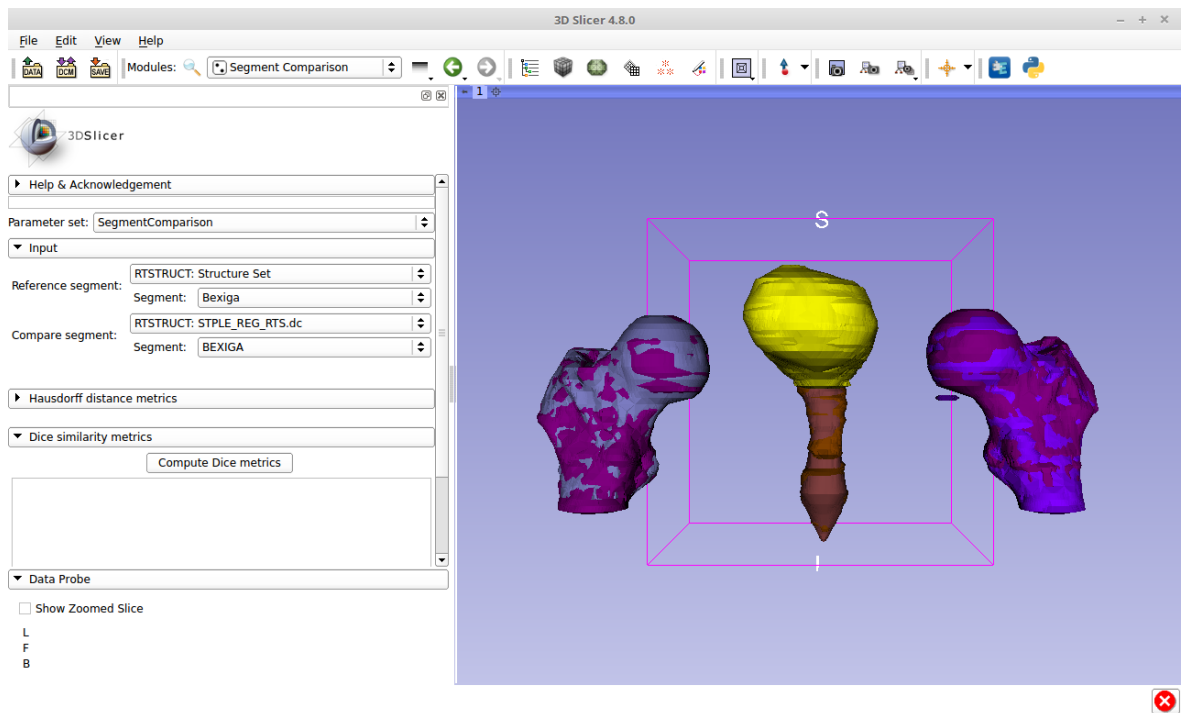 3D Slicer 4.8.0
File Edit View Help
DATA DCM SAVE Modules: Segment Comparison
1
3DSlicer
Help & Acknowledgement
Parameter set: SegmentComparison
Input
Reference segment: RTSTRUCT: Structure Set
Segment: Bexiga
Compare segment: RTSTRUCT: STPLE_REG_RTS.dc
Segment: BEXIGA
Hausdorff distance metrics
Dice similarity metrics
Compute Dice metrics
Data Probe
Show Zoomed Slice
L
F
B
S
I